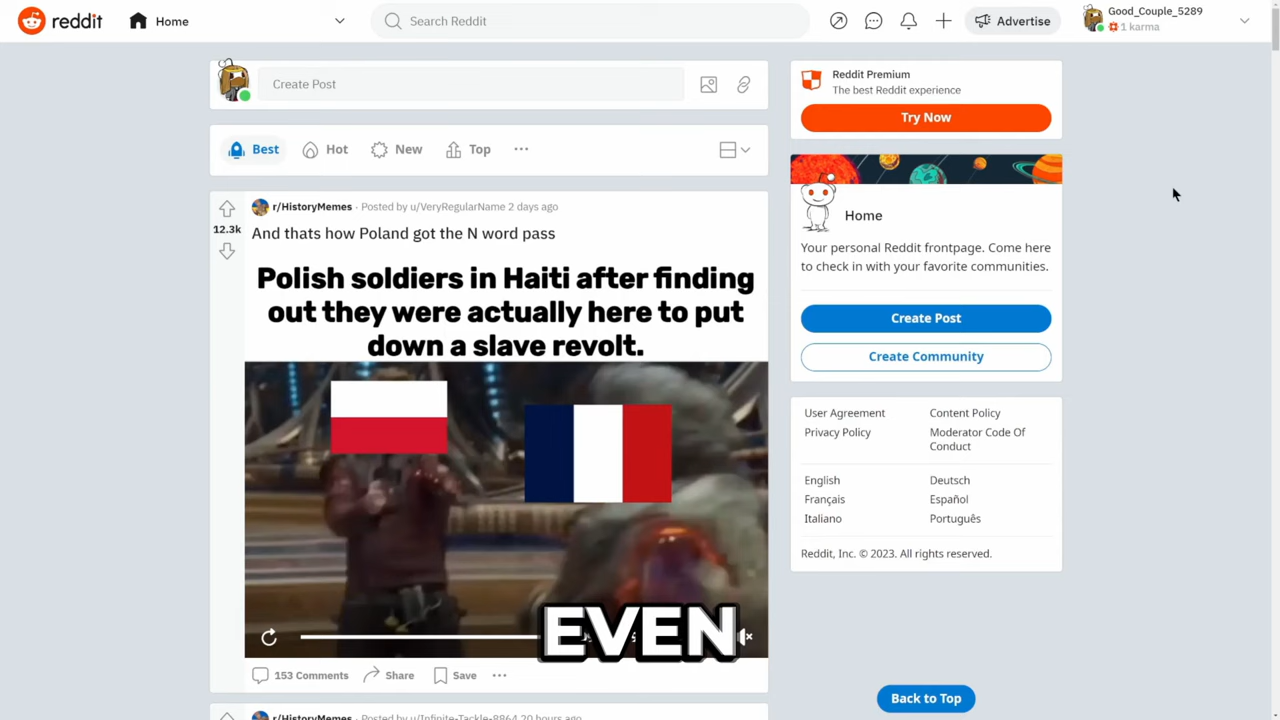 reddit
Home
Search Reddit
Advertise
Good_Couple_5289
1 karma
Create Post
Reddit Premium
The best Reddit experience
Try Now
Best
Hot
New
Top
r/HistoryMemes · Posted by u/VeryRegularName 2 days ago
12.3k
And thats how Poland got the N word pass
Polish soldiers in Haiti after finding
out they were actually here to put
down a slave revolt.
EVEN
153 Comments
Share
Save
r/HistoryMemes · Posted by u/Infinite-Tackle-8864 20 hours ago
Home
Your personal Reddit frontpage. Come here
to check in with your favorite communities.
Create Post
Create Community
User Agreement
Content Policy
Privacy Policy
Moderator Code Of
Conduct
English
Deutsch
Français
Español
Italiano
Português
Reddit, Inc. © 2023. All rights reserved.
Back to Top